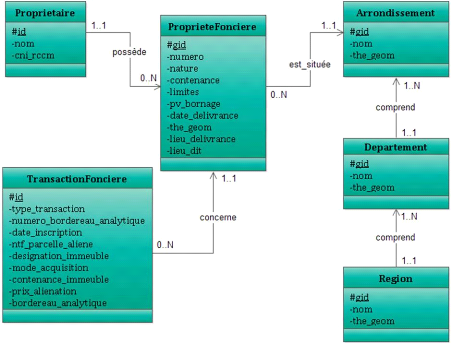 Proprietaire
#id
-nom
-cni_rccm
1..1
possède
0..N
ProprieteFonciere
#gid
-numero
-nature
-contenance
-limites
-pv_bornage
-date_delivrance
-the_geom
-lieu_delivrance
-lieu_dit
1..1
est_située
0..N
Arrondissement
#gid
-nom
-the_geom
1..N
comprend
1..1
Departement
#gid
-nom
-the_geom
1..N
comprend
1..1
Region
#gid
-nom
-the_geom
TransactionFonciere
#id
-type_transaction
-numero_bordereau_analytique
-date_inscription
-ntf_parcelle_aliene
-designation_immeuble
-mode_acquisition
-contenance_immeuble
-prix_alienation
-bordereau_analytique
1..1
concerne
0..N